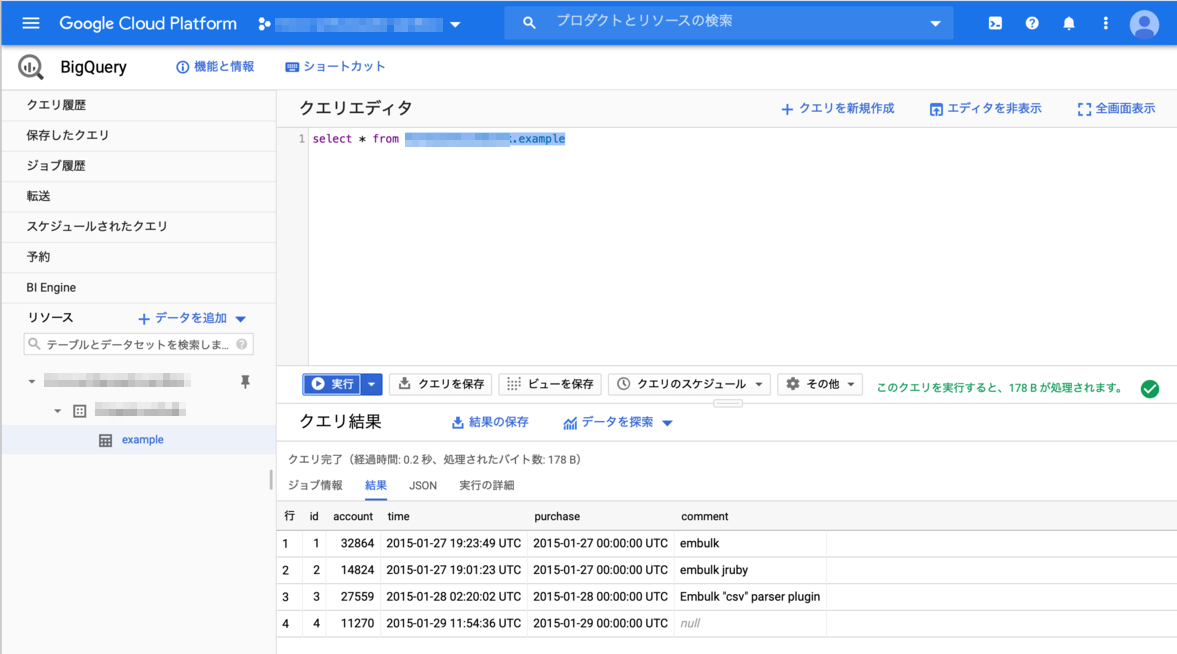 Google Cloud Platform
プロダクトとリソースの検索
BigQuery
機能と情報
ショートカット
クエリ履歴
保存したクエリ
ジョブ履歴
転送
スケジュールされたクエリ
予約
BI Engine
リソース
データを追加
テーブルとデータセットを検索しま...
example
クエリエディタ
クエリを新規作成
エディタを非表示
全画面表示
1 select * from .example
実行
クエリを保存
ビューを保存
クエリのスケジュール
その他
このクエリを実行すると、178 B が処理されます。
クエリ結果
結果の保存
データを探索
クエリ完了（経過時間: 0.2 秒、処理されたバイト数: 178 B）
ジョブ情報 結果 JSON 実行の詳細
行 id account time purchase comment
1 1 32864 2015-01-27 19:23:49 UTC 2015-01-27 00:00:00 UTC embulk
2 2 14824 2015-01-27 19:01:23 UTC 2015-01-27 00:00:00 UTC embulk jruby
3 3 27559 2015-01-28 02:20:02 UTC 2015-01-28 00:00:00 UTC Embulk "csv" parser plugin
4 4 11270 2015-01-29 11:54:36 UTC 2015-01-29 00:00:00 UTC null